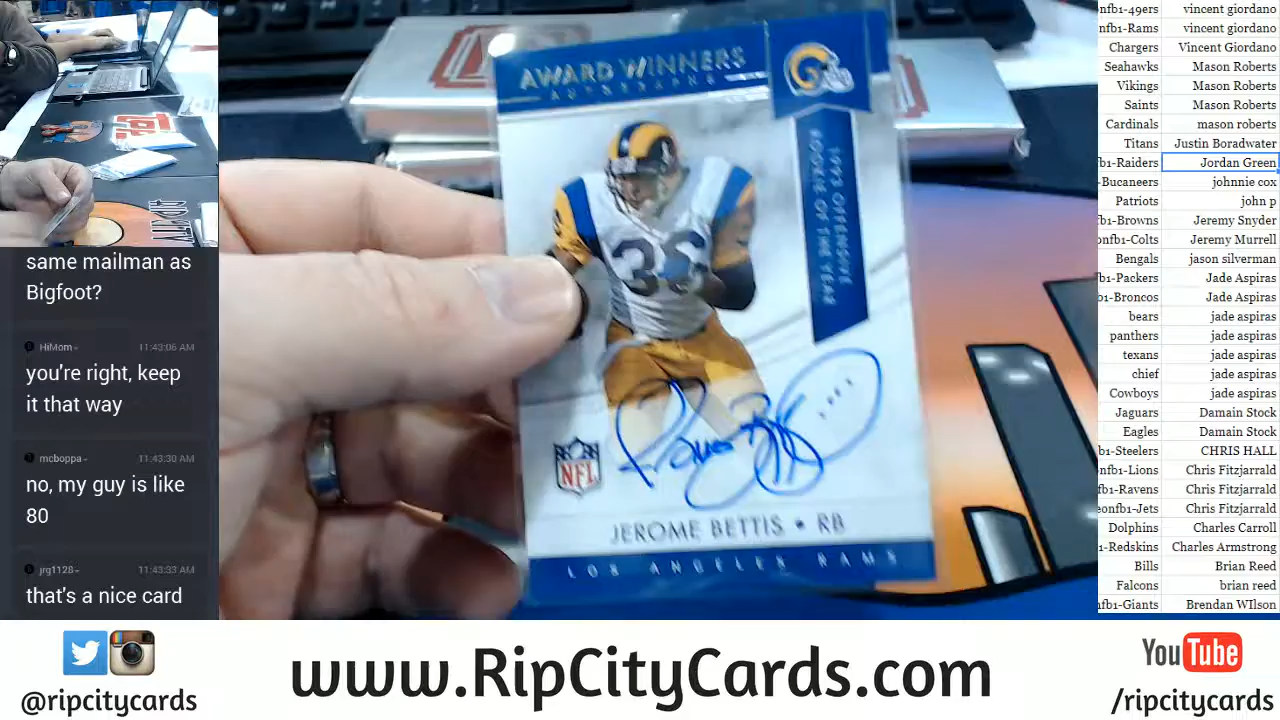 same mailman as
Bigfoot?
HiMom-
11:43:06 AM
you're right, keep
it that way
mcboppa-
11:43:30 AM
no, my guy is like
80
jrg1128-
11:43:33 AM
that's a nice card
AWARD WINNERS
AUTOGRAPHS
1993 OFFENSIVE
ROOKIE OF THE YEAR
36
NFL
JEROME BETTIS • RB
LOS ANGELES RAMS
nfb1-49ers vincent giordano
nfb1-Rams vincent giordano
Chargers Vincent Giordano
Seahawks Mason Roberts
Vikings Mason Roberts
Saints Mason Roberts
Cardinals mason roberts
Titans Justin Boradwater
fb1-Raiders Jordan Green
-Bucaneers johnnie cox
Patriots john p
fb1-Browns Jeremy Snyder
onfb1-Colts Jeremy Murrell
Bengals jason silverman
fb1-Packers Jade Aspiras
b1-Broncos Jade Aspiras
bears jade aspiras
panthers jade aspiras
texans jade aspiras
chief jade aspiras
Cowboys jade aspiras
Jaguars Damain Stock
Eagles Damain Stock
b1-Steelers CHRIS HALL
nfb1-Lions Chris Fitzjarrald
fb1-Ravens Chris Fitzjarrald
eonfb1-Jets Chris Fitzjarrald
Dolphins Charles Carroll
1-Redskins Charles Armstrong
Bills Brian Reed
Falcons brian reed
nfb1-Giants Brendan WIlson
@ripcitycards
www.RipCityCards.com
YouTube
/ripcitycards